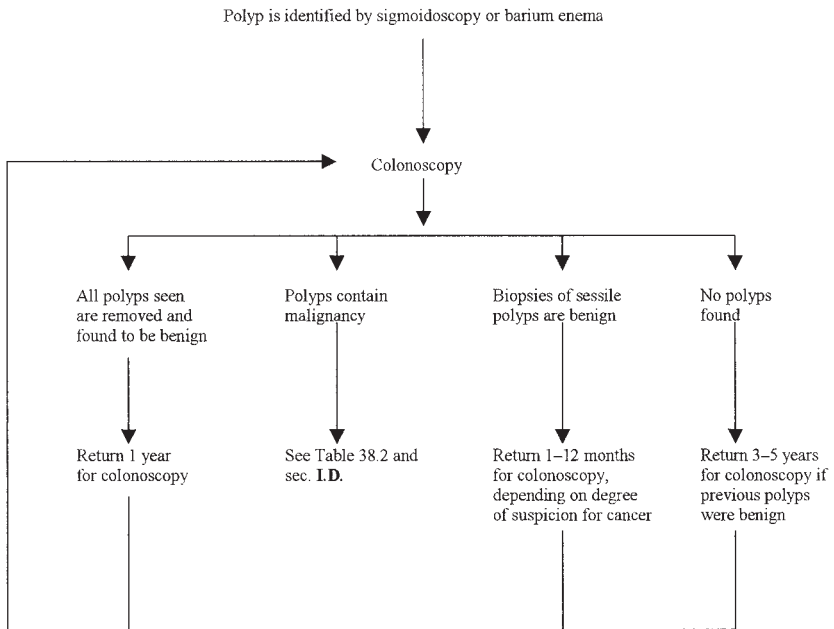 Polyp is identified by sigmoidoscopy or barium enema
Colonoscopy
All polyps seen
are removed and
found to be benign
Polyps contain
malignancy
Biopsies of sessile
polyps are benign
No polyps
found
Return 1 year
for colonoscopy
See Table 38.2 and
sec. I.D.
Return 1–12 months
for colonoscopy,
depending on degree
of suspicion for cancer
Return 3–5 years
for colonoscopy if
previous polyps
were benign